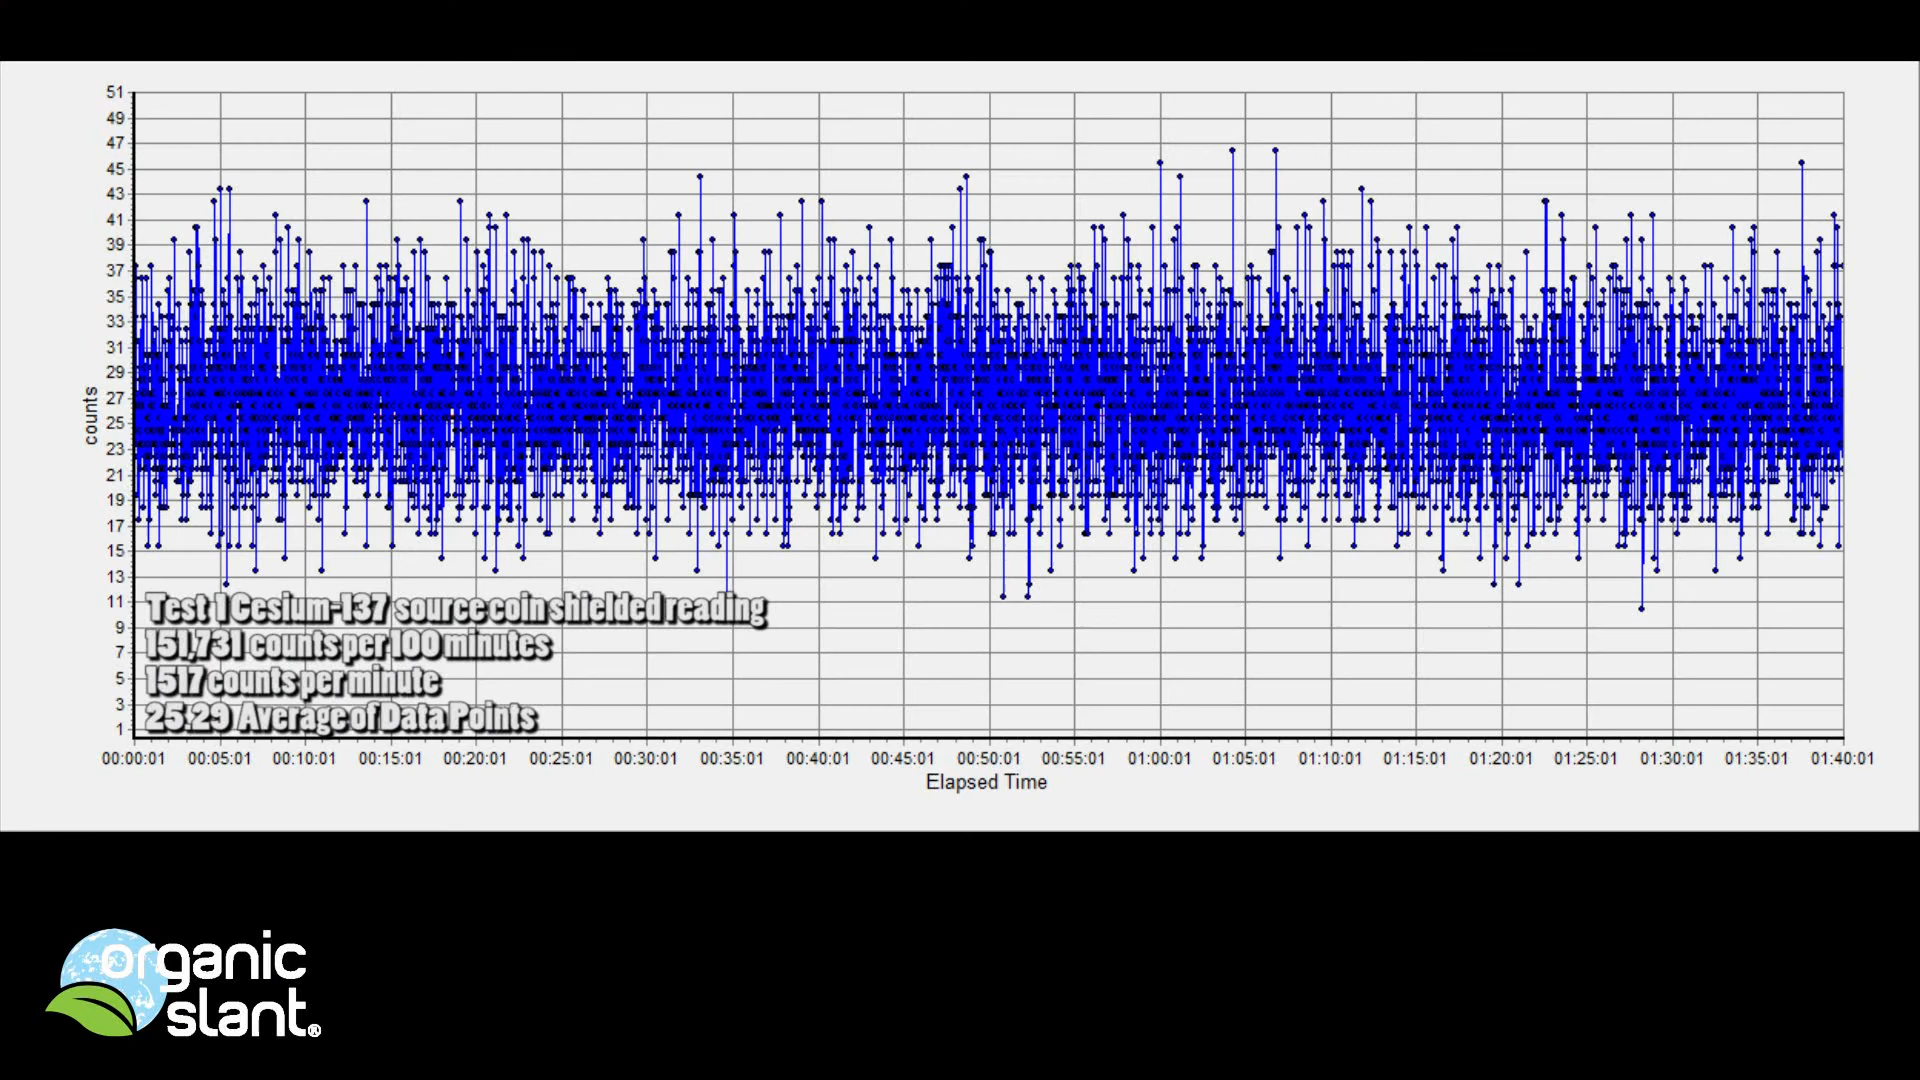 51
49
47
45
43
41
39
37
35
33
31
29
27
25
23
21
19
17
15
13
11
9
7
5
3
1
counts
Test 1 Cesium-137 source coin shielded reading
151,731 counts per 100 minutes
1517 counts per minute
25.29 Average of Data Points
00:00:01 00:05:01 00:10:01 00:15:01 00:20:01 00:25:01 00:30:01 00:35:01 00:40:01 00:45:01 00:50:01 00:55:01 01:00:01 01:05:01 01:10:01 01:15:01 01:20:01 01:25:01 01:30:01 01:35:01 01:40:01
Elapsed Time
organic
slant®